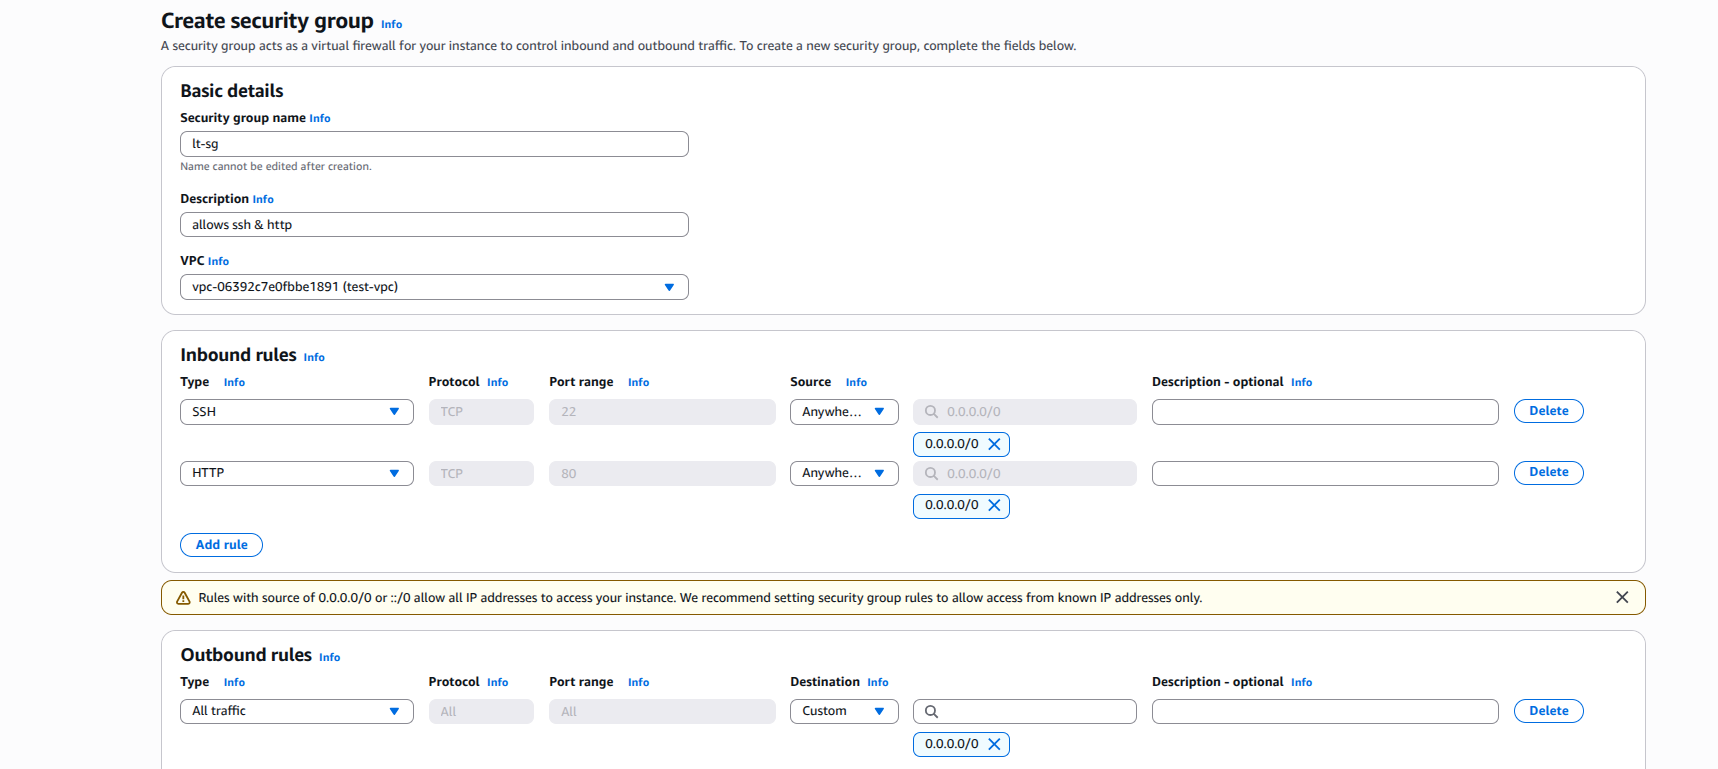 Create security group Info
A security group acts as a virtual firewall for your instance to control inbound and outbound traffic. To create a new security group, complete the fields below.
Basic details
Security group name Info
lt-sg
Name cannot be edited after creation.
Description Info
allows ssh & http
VPC Info
vpc-06392c7e0fbbe1891 (test-vpc)
Inbound rules Info
Type Info Protocol Info Port range Info Source Info Description - optional Info
SSH TCP 22 Anywhe... 0.0.0.0/0 Delete
0.0.0.0/0
HTTP TCP 80 Anywhe... 0.0.0.0/0 Delete
0.0.0.0/0
Add rule
Rules with source of 0.0.0.0/0 or ::/0 allow all IP addresses to access your instance. We recommend setting security group rules to allow access from known IP addresses only.
Outbound rules Info
Type Info Protocol Info Port range Info Destination Info Description - optional Info
All traffic All All Custom Delete
0.0.0.0/0